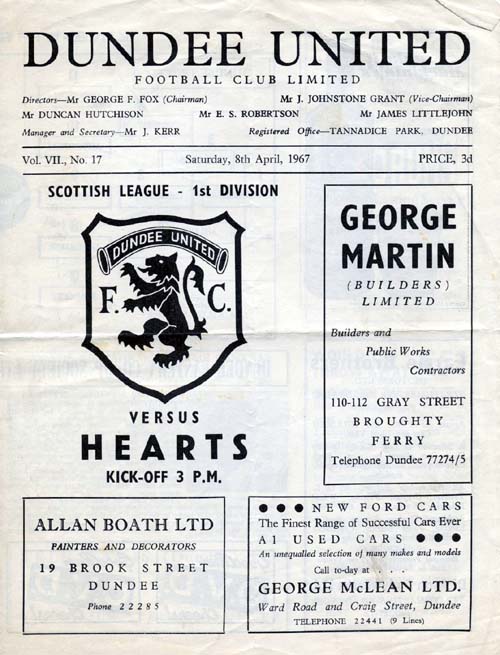 DUNDEE UNITED
FOOTBALL CLUB LIMITED
Directors—Mr GEORGE F. FOX (Chairman) Mr J. JOHNSTONE GRANT (Vice-Chairman)
Mr DUNCAN HUTCHISON Mr E. S. ROBERTSON Mr JAMES LITTLEJOHN
Manager and Secretary—Mr J. KERR Registered Office—TANNADICE PARK, DUNDEE
Vol. VII., No. 17 Saturday, 8th April, 1967 PRICE, 3d
SCOTTISH LEAGUE - 1st DIVISION
DUNDEE UNITED
F. C.
VERSUS
HEARTS
KICK-OFF 3 P.M.
GEORGE
MARTIN
(BUILDERS)
LIMITED
Builders and
Public Works
Contractors
110-112 GRAY STREET
BROUGHTY
FERRY
Telephone Dundee 77274/5
ALLAN BOATH LTD
PAINTERS AND DECORATORS
19 BROOK STREET
DUNDEE
Phone 22285
● ● ● NEW FORD CARS
The Finest Range of Successful Cars Ever
A1 USED CARS ● ● ●
An unequalled selection of many makes and models
Call to-day at . . .
GEORGE McLEAN LTD.
Ward Road and Craig Street, Dundee
TELEPHONE 22441 (9 Lines)